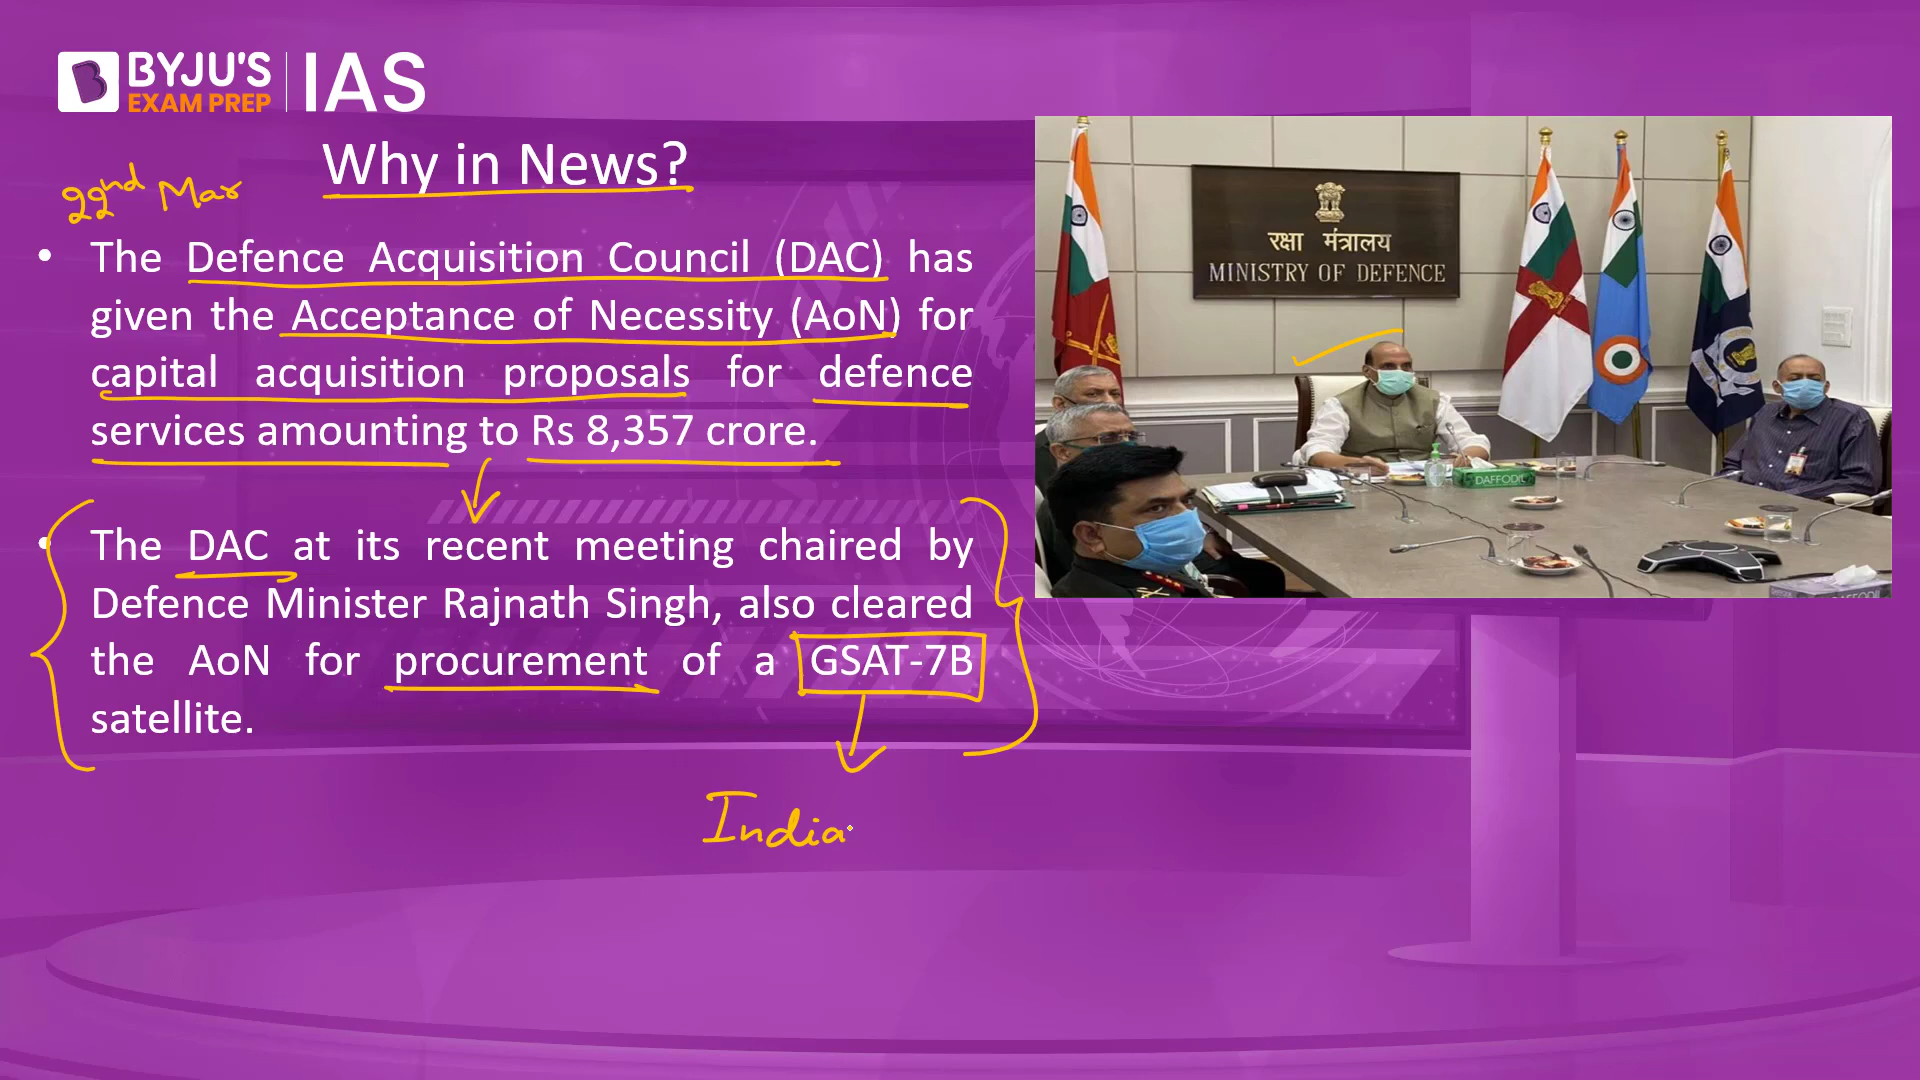 BYJU'S
EXAM PREP
IAS
Why in News?
22nd Mar
• The Defence Acquisition Council (DAC) has
given the Acceptance of Necessity (AoN) for
capital acquisition proposals for defence
services amounting to Rs 8,357 crore.
• The DAC at its recent meeting chaired by
Defence Minister Rajnath Singh, also cleared
the AoN for procurement of a GSAT-7B
satellite.
India
रक्षा मंत्रालय
MINISTRY OF DEFENCE
DAFFODIL
DAFFODIL